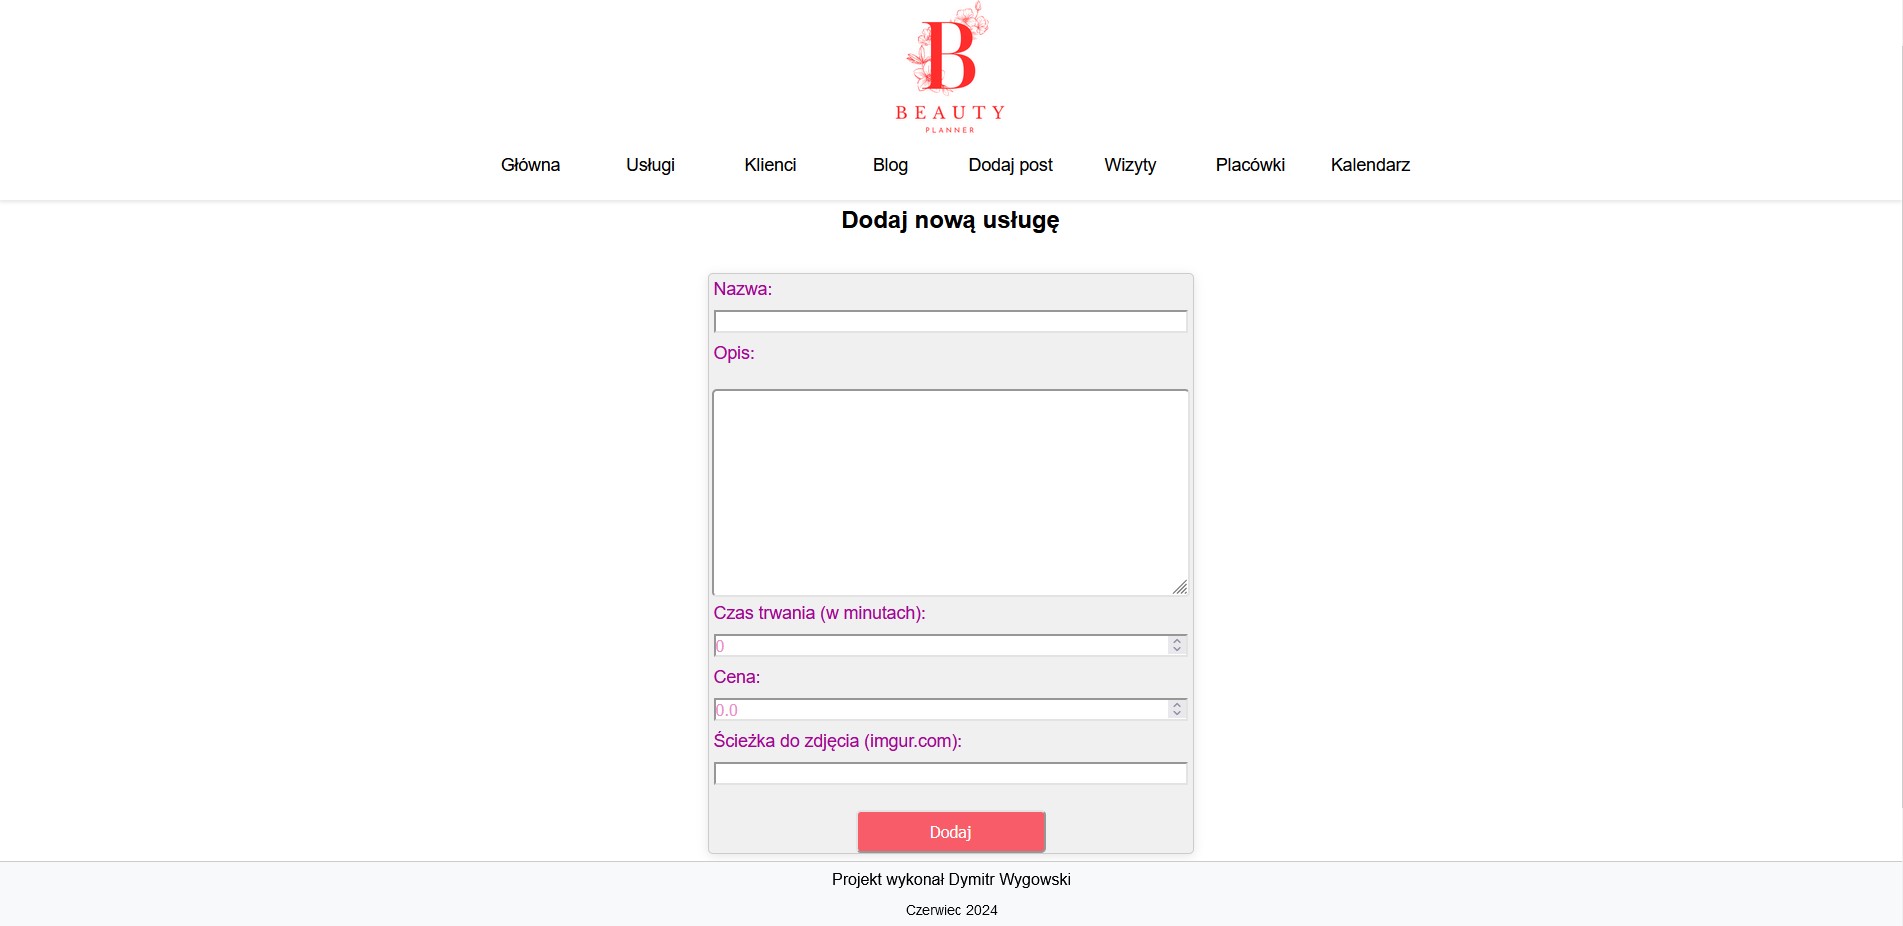 B
BEAUTY
PLANNER
Główna Usługi Klienci Blog Dodaj post Wizyty Placówki Kalendarz
Dodaj nową usługę
Nazwa:
Opis:
Czas trwania (w minutach):
0
Cena:
0.0
Ścieżka do zdjęcia (imgur.com):
Dodaj
Projekt wykonał Dymitr Wygowski
Czerwiec 2024